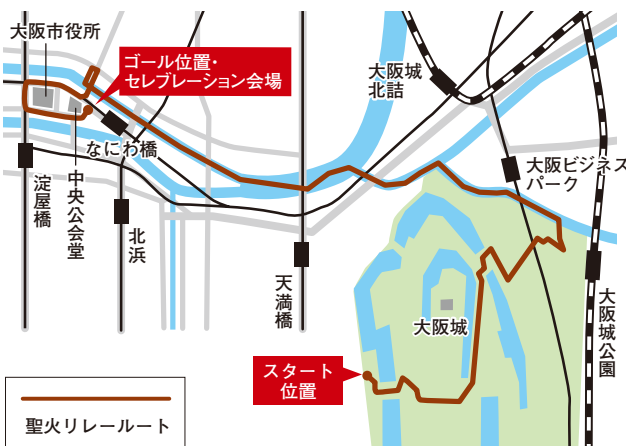 大阪市役所
ゴール位置・
セレブレーション会場
大阪城
北詰
なにわ橋
大阪ビジネス
パーク
淀屋橋
中央公会堂
北浜
天満橋
大阪城
大阪城公園
スタート
位置
聖火リレールート